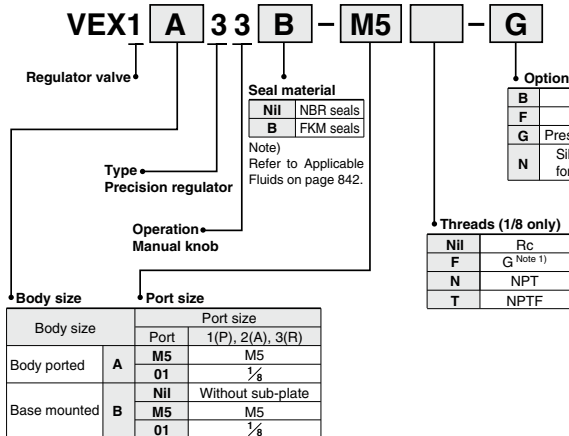 VEX1 A 3 3 B – M5 – G
Regulator valve
Seal material
Nil NBR seals
B FKM seals
Note)
Refer to Applicable
Fluids on page 842.
Type
Precision regulator
Operation
Manual knob
Option
B
F
G
N
Threads (1/8 only)
Nil Rc
F G Note 1)
N NPT
T NPTF
Body size
Port size
Body size Port size
Port 1(P), 2(A), 3(R)
Body ported A M5 M5
01 1/8
Base mounted B Nil Without sub-plate
M5 M5
01 1/8